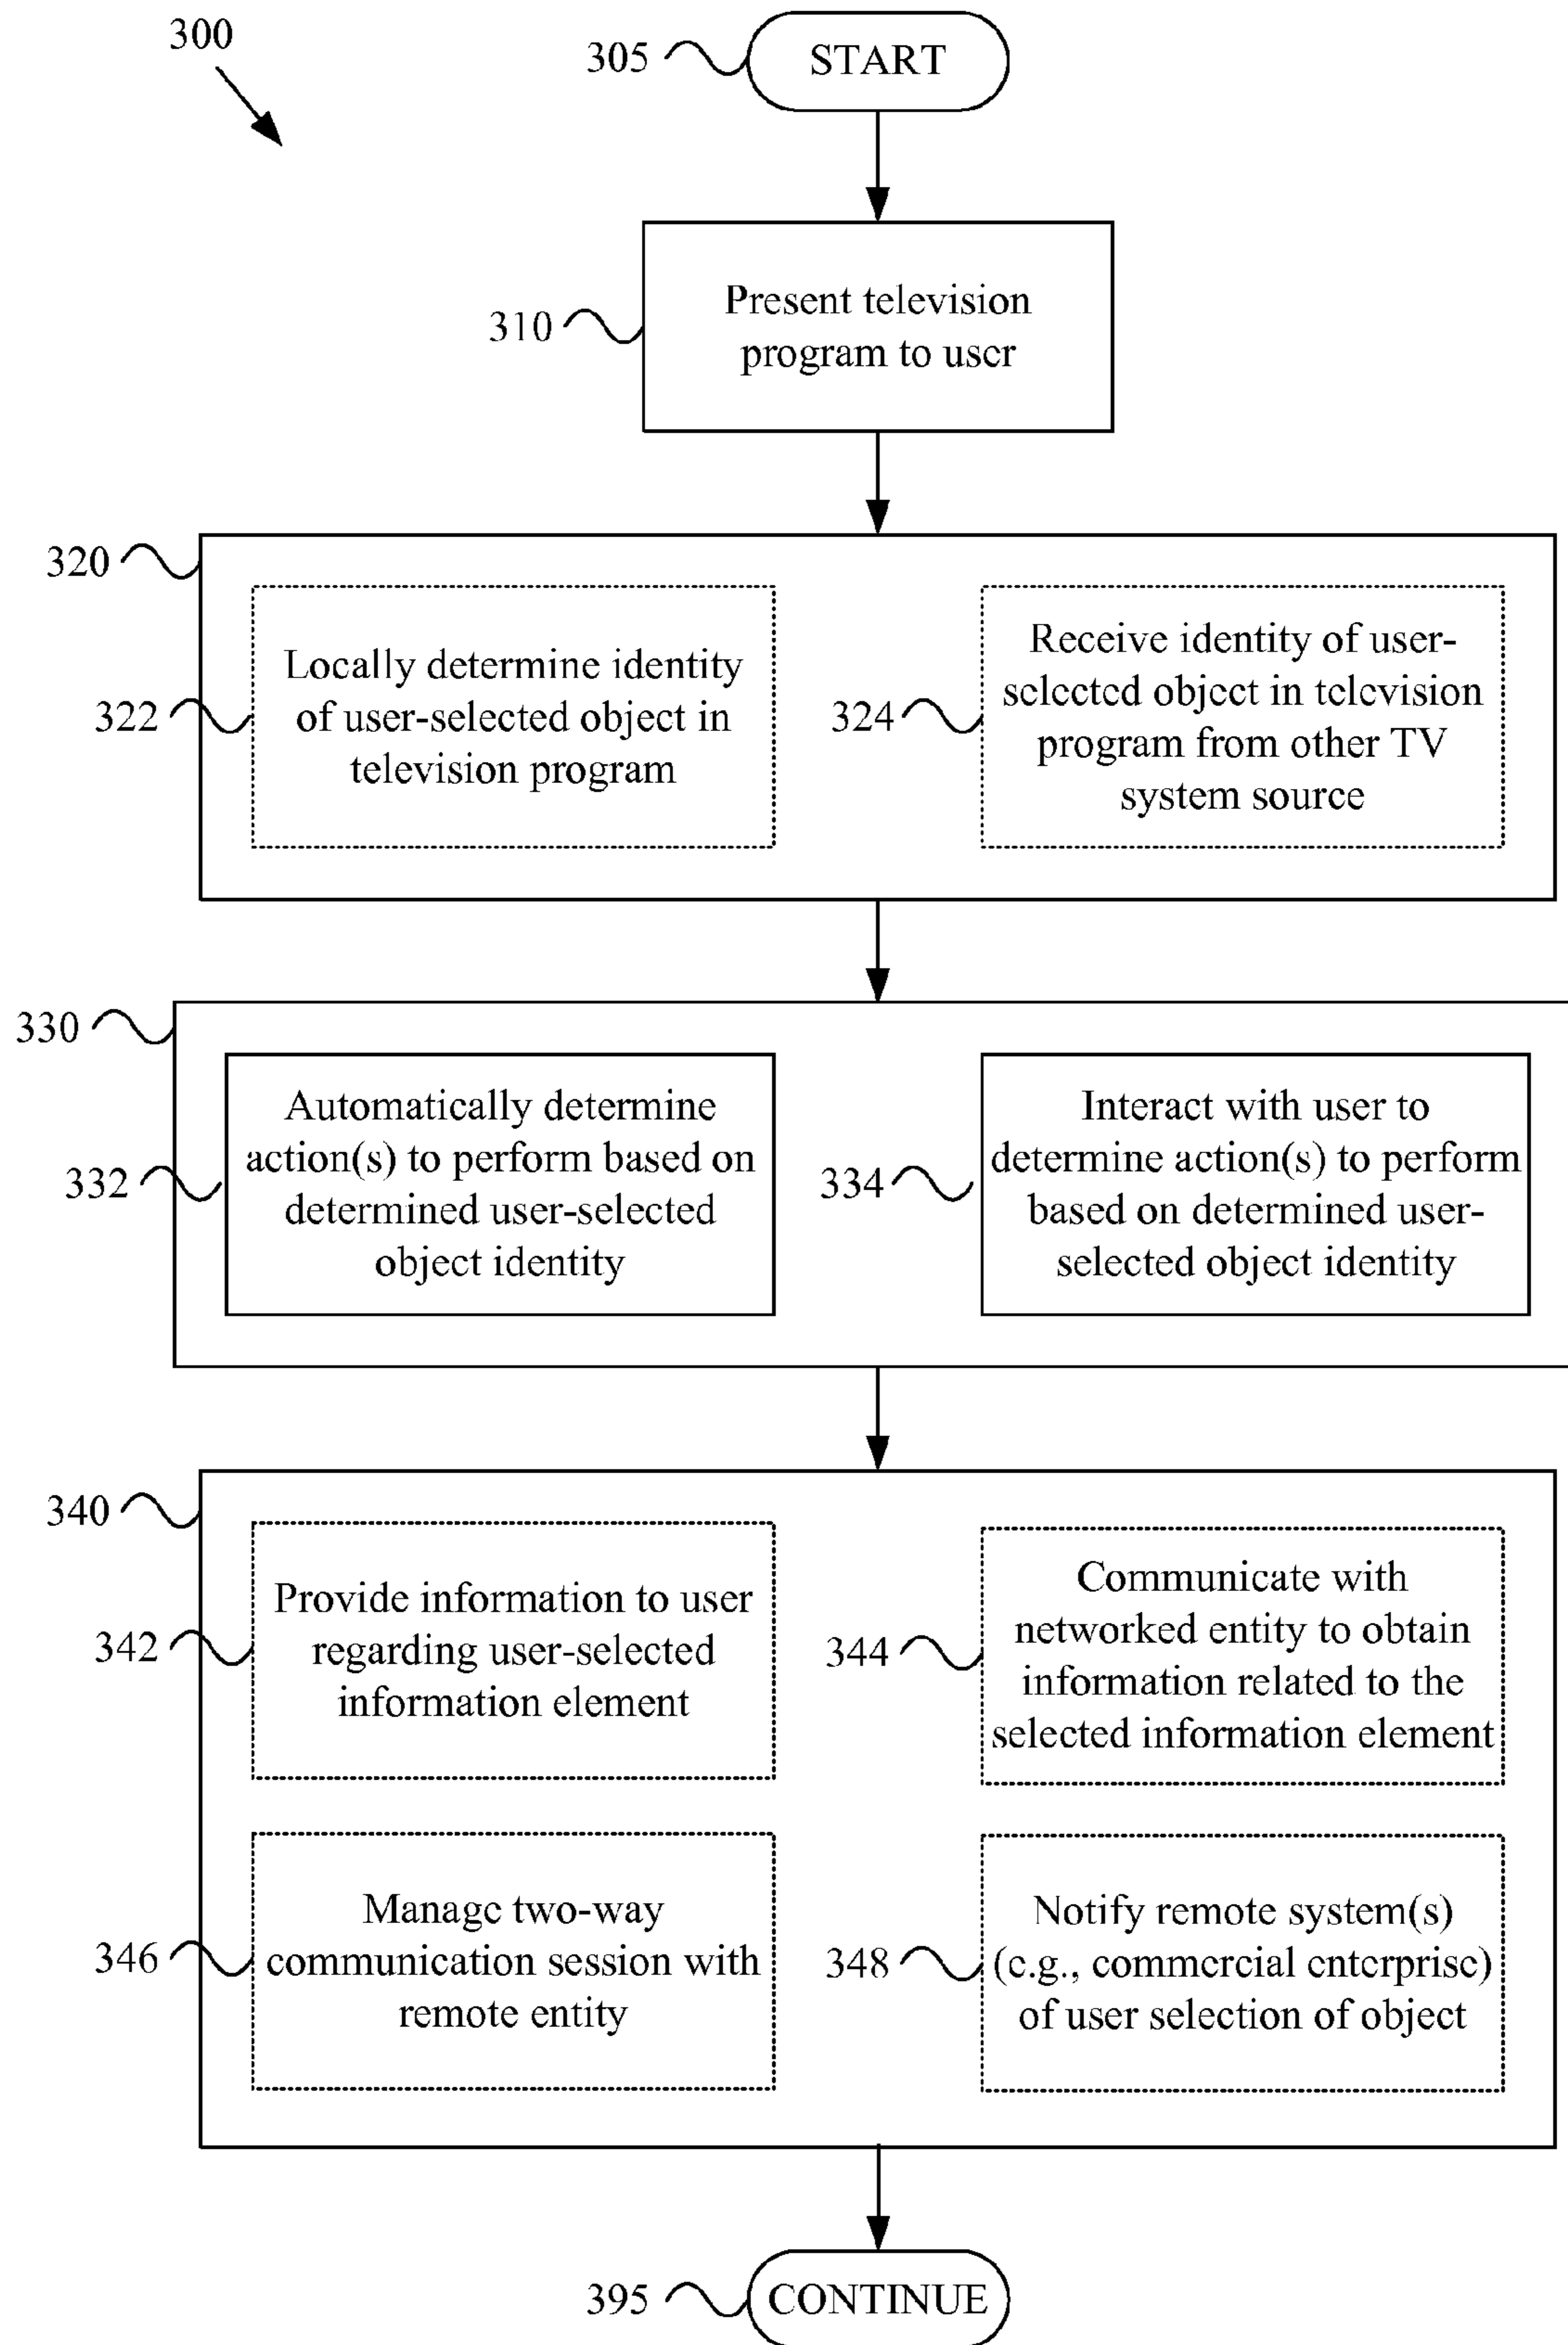 300
305
START
310
Present television
program to user
320
322
Locally determine identity
of user-selected object in
television program
324
Receive identity of user-
selected object in television
program from other TV
system source
330
332
Automatically determine
action(s) to perform based on
determined user-selected
object identity
334
Interact with user to
determine action(s) to perform
based on determined user-
selected object identity
340
342
Provide information to user
regarding user-selected
information element
344
Communicate with
networked entity to obtain
information related to the
selected information element
346
Manage two-way
communication session with
remote entity
348
Notify remote system(s)
(e.g., commercial enterprise)
of user selection of object
395
CONTINUE